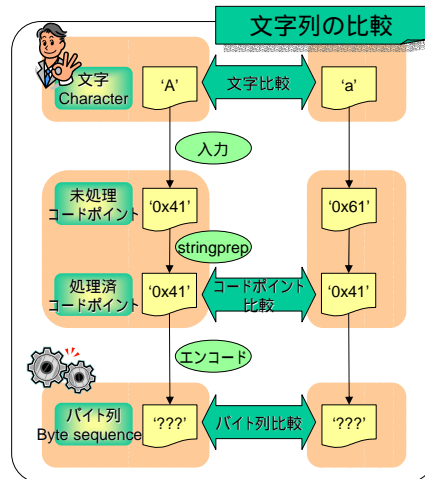 文字列の比較
文字
Character
'A'
文字比較
'a'
入力
未処理
コードポイント
'0x41'
'0x61'
stringprep
処理済
コードポイント
'0x41'
コードポイント
比較
'0x41'
エンコード
バイト列
Byte sequence
'???'
バイト列比較
'???'